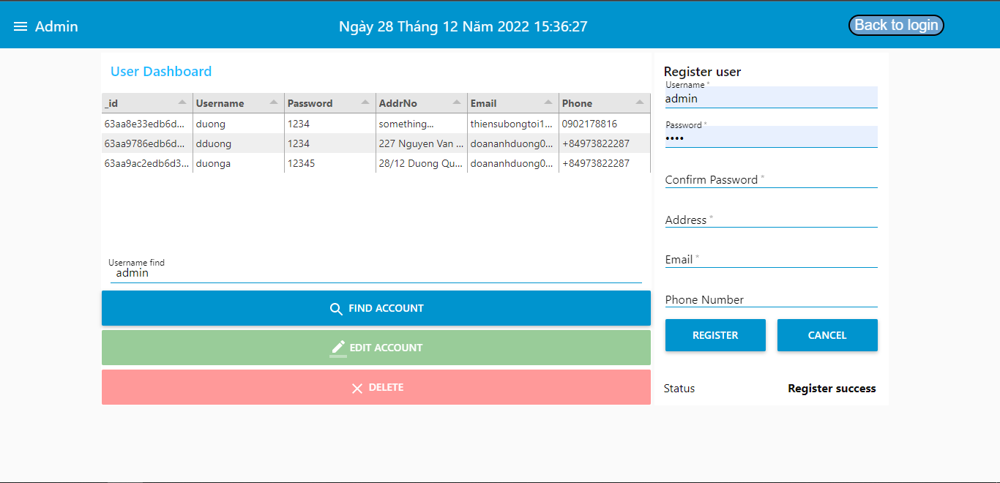 Admin
Ngày 28 Tháng 12 Năm 2022 15:36:27
Back to login
User Dashboard
_id Username Password AddrNo Email Phone
63aa8e33edb6d... duong 1234 something... thiensubongtoi1... 0902178816
63aa9786edb6d... dduong 1234 227 Nguyen Van ... doananhduong0... +84973822287
63aa9ac2edb6d3... duonga 12345 28/12 Duong Qu... doananhduong0... +84973822287
Username find
admin
FIND ACCOUNT
EDIT ACCOUNT
DELETE
Register user
Username *
admin
Password *
••••
Confirm Password *
Address *
Email *
Phone Number
REGISTER CANCEL
Status Register success